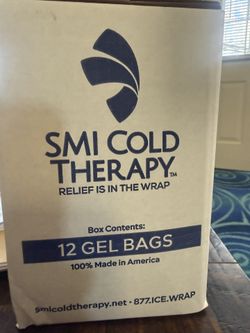 SMI COLD
THERAPY™
RELIEF IS IN THE WRAP
Box Contents:
12 GEL BAGS
100% Made in America
smicoldtherapy.net • 877.ICE.WRAP